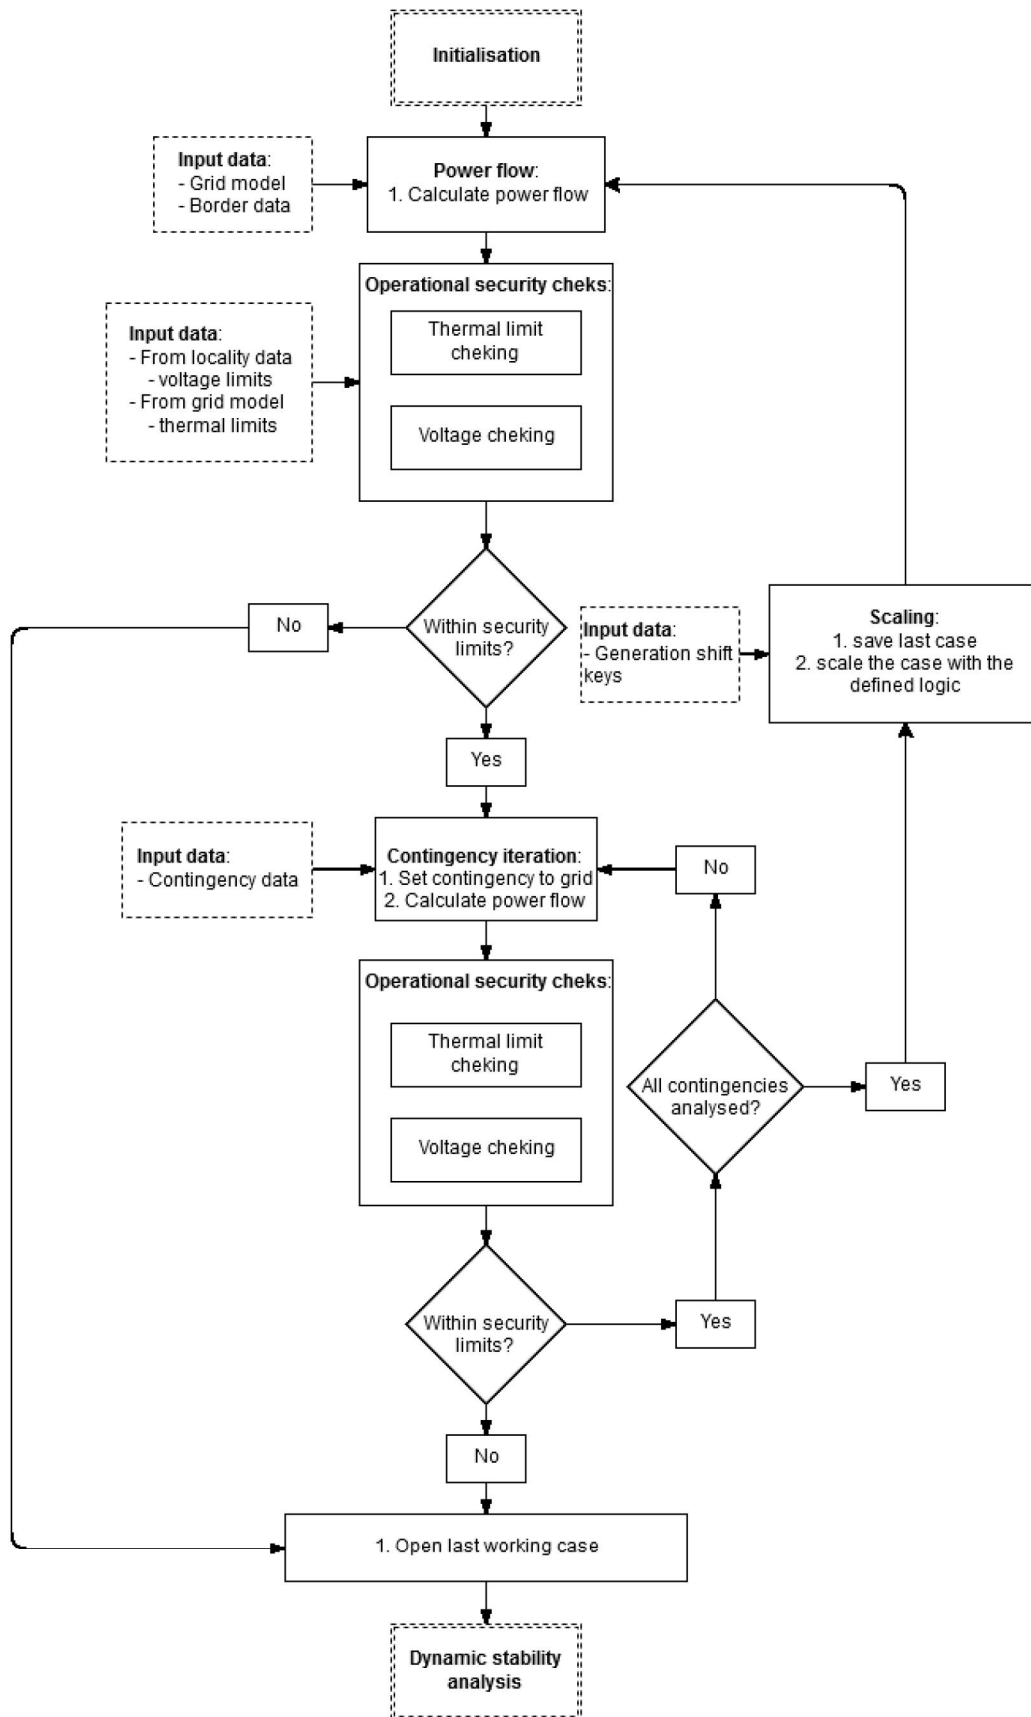 Initialisation
Input data:
- Grid model
- Border data
Power flow:
1. Calculate power flow
Operational security cheks:
Thermal limit
cheking
Voltage cheking
Input data:
- From locality data
- voltage limits
- From grid model
- thermal limits
Within security
limits?
No
Yes
Input data:
- Generation shift
keys
Scaling:
1. save last case
2. scale the case with the
defined logic
Input data:
- Contingency data
Contingency iteration:
1. Set contingency to grid
2. Calculate power flow
No
Operational security cheks:
Thermal limit
cheking
Voltage cheking
All contingencies
analysed?
Yes
Within security
limits?
Yes
No
1. Open last working case
Dynamic stability
analysis